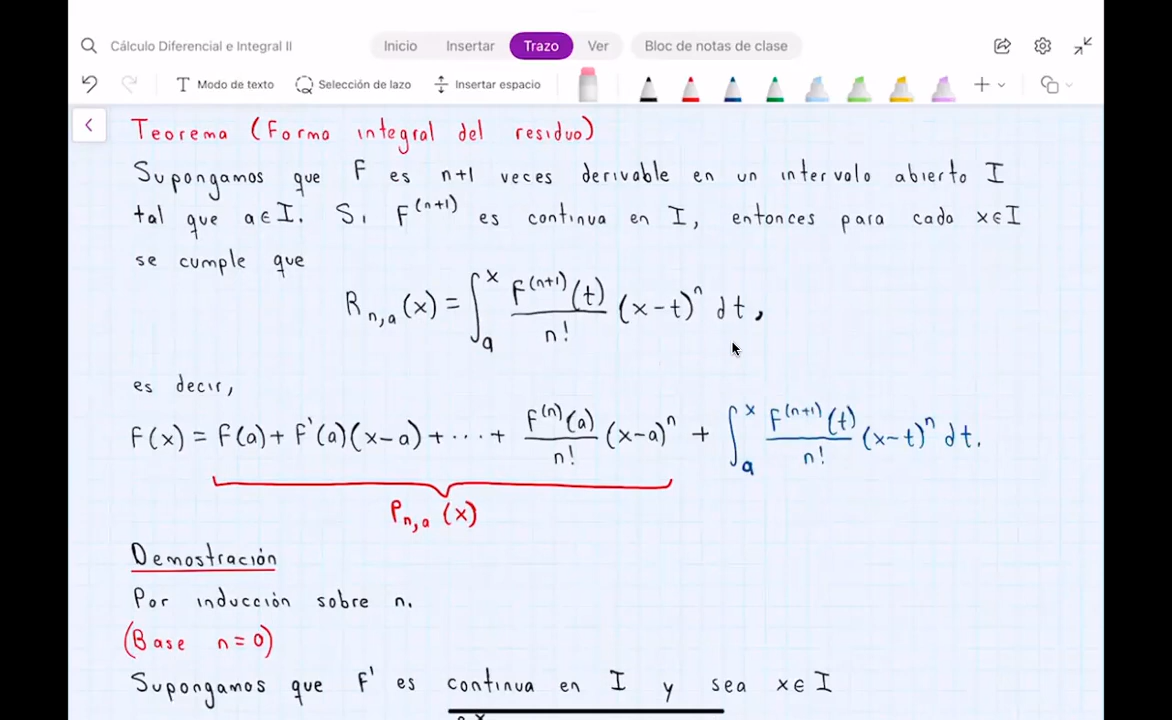 Cálculo Diferencial e Integral II
Inicio Insertar Trazo Ver Bloc de notas de clase
Modo de texto Selección de lazo Insertar espacio
Teorema (Forma integral del residuo)
Supongamos que F es n+1 veces derivable en un intervalo abierto I
tal que a∈I. Si F^(n+1) es continua en I, entonces para cada x∈I
se cumple que
R_{n,a}(x) = ∫_a^x F^(n+1)(t)/n! (x-t)^n dt,
es decir,
F(x) = F(a) + F'(a)(x-a) + ··· + F^(n)(a)/n! (x-a)^n + ∫_a^x F^(n+1)(t)/n! (x-t)^n dt.
P_{n,a}(x)
Demostración
Por inducción sobre n.
(Base n=0)
Supongamos que F' es continua en I y sea x∈I